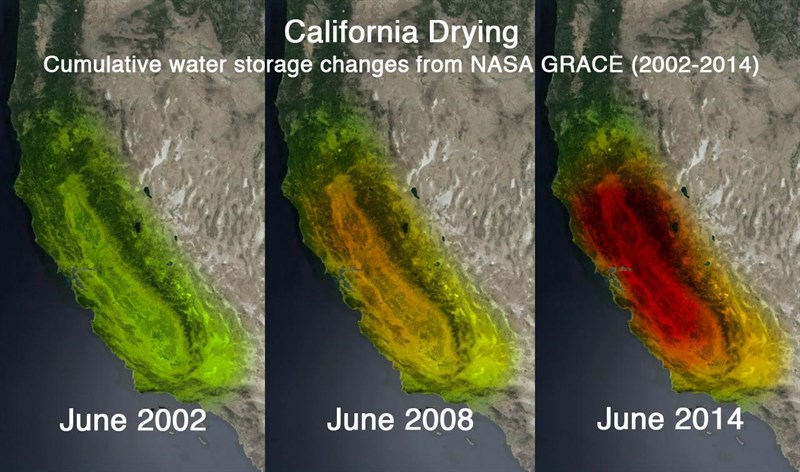 California Drying
Cumulative water storage changes from NASA GRACE (2002-2014)
June 2002
June 2008
June 2014